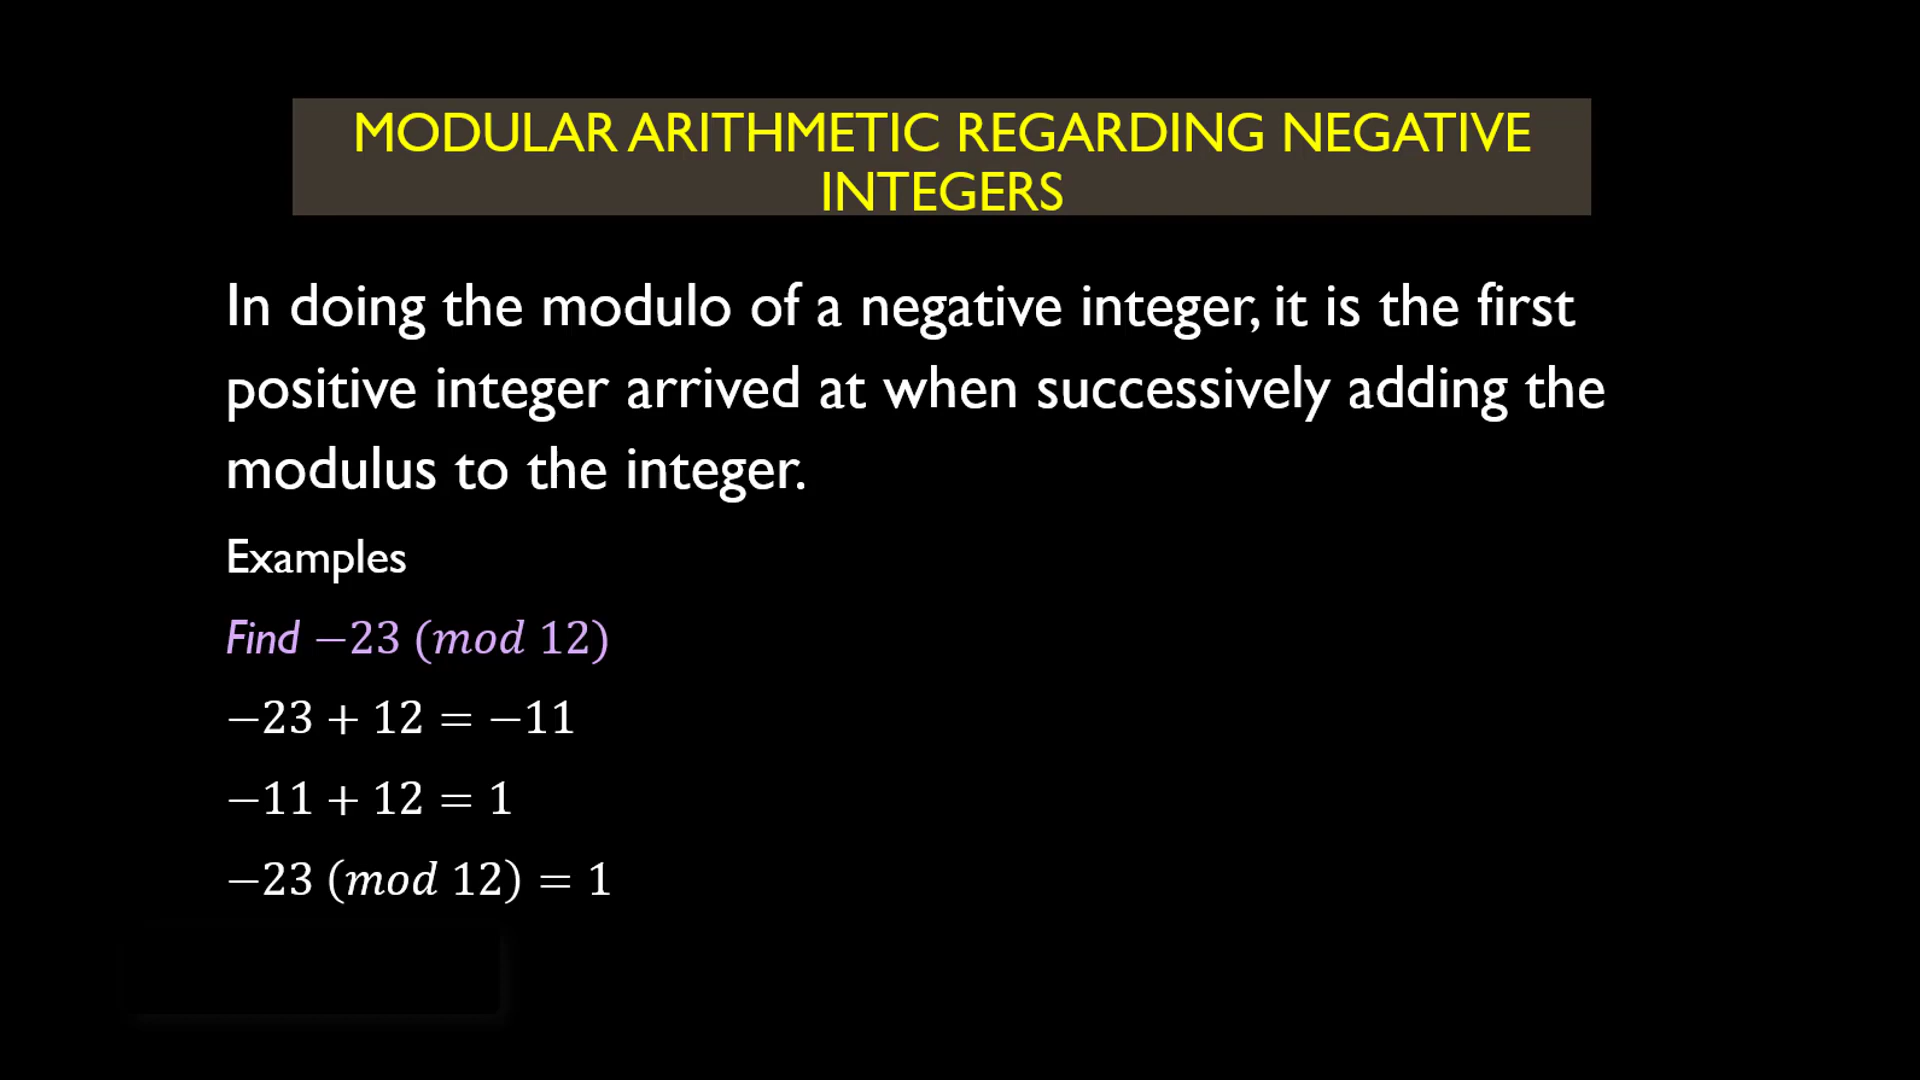 MODULAR ARITHMETIC REGARDING NEGATIVE
INTEGERS
In doing the modulo of a negative integer, it is the first
positive integer arrived at when successively adding the
modulus to the integer.
Examples
Find −23 (mod 12)
−23 + 12 = −11
−11 + 12 = 1
−23 (mod 12) = 1